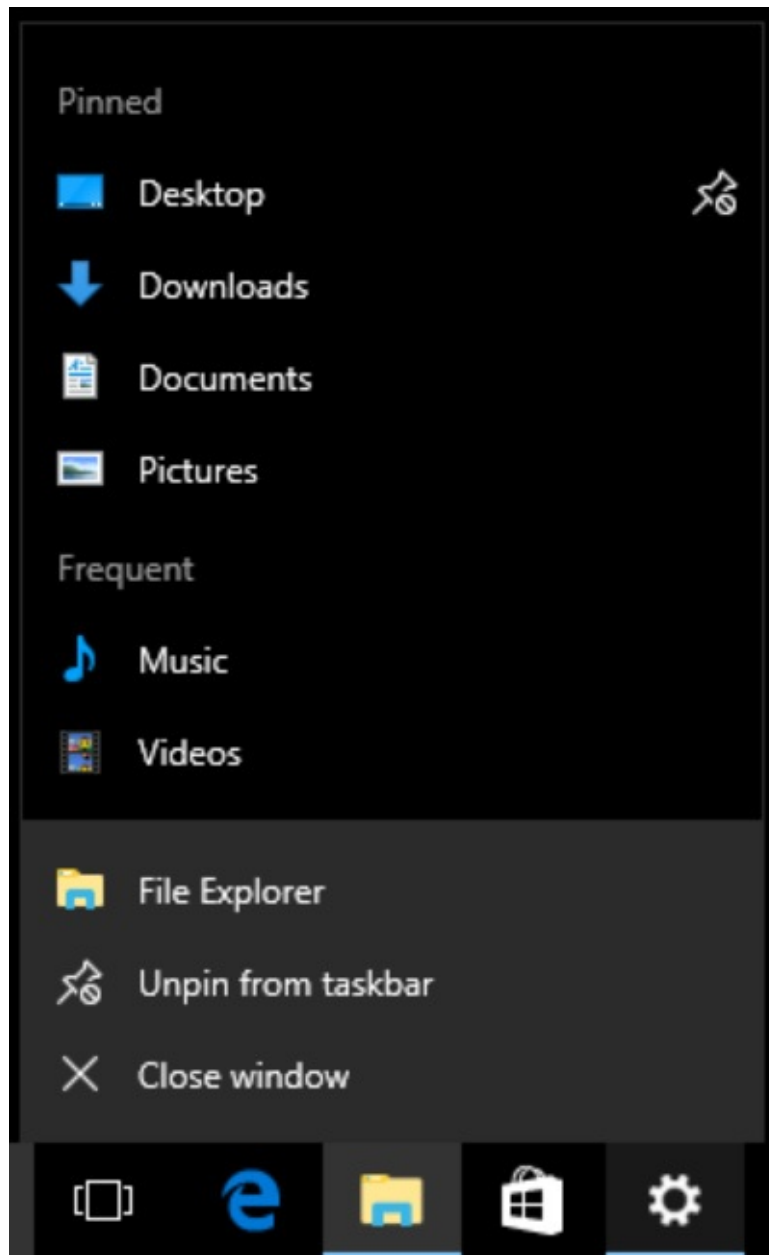 Pinned
Desktop
Downloads
Documents
Pictures
Frequent
Music
Videos
File Explorer
Unpin from taskbar
Close window